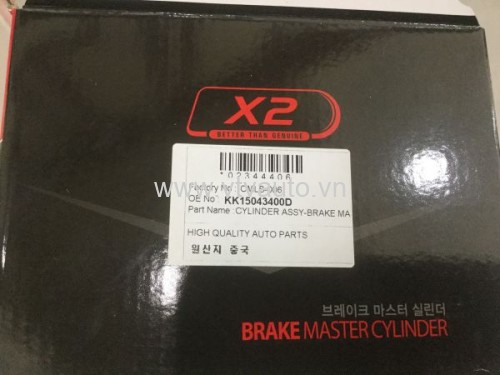 X2
BETTER THAN GENUINE
102344406
Factory No
OE No KK15043400D
Part Name CYLINDER ASSY-BRAKE MA
HIGH QUALITY AUTO PARTS
원산지 중국
브레이크 마스터 실린더
BRAKE MASTER CYLINDER